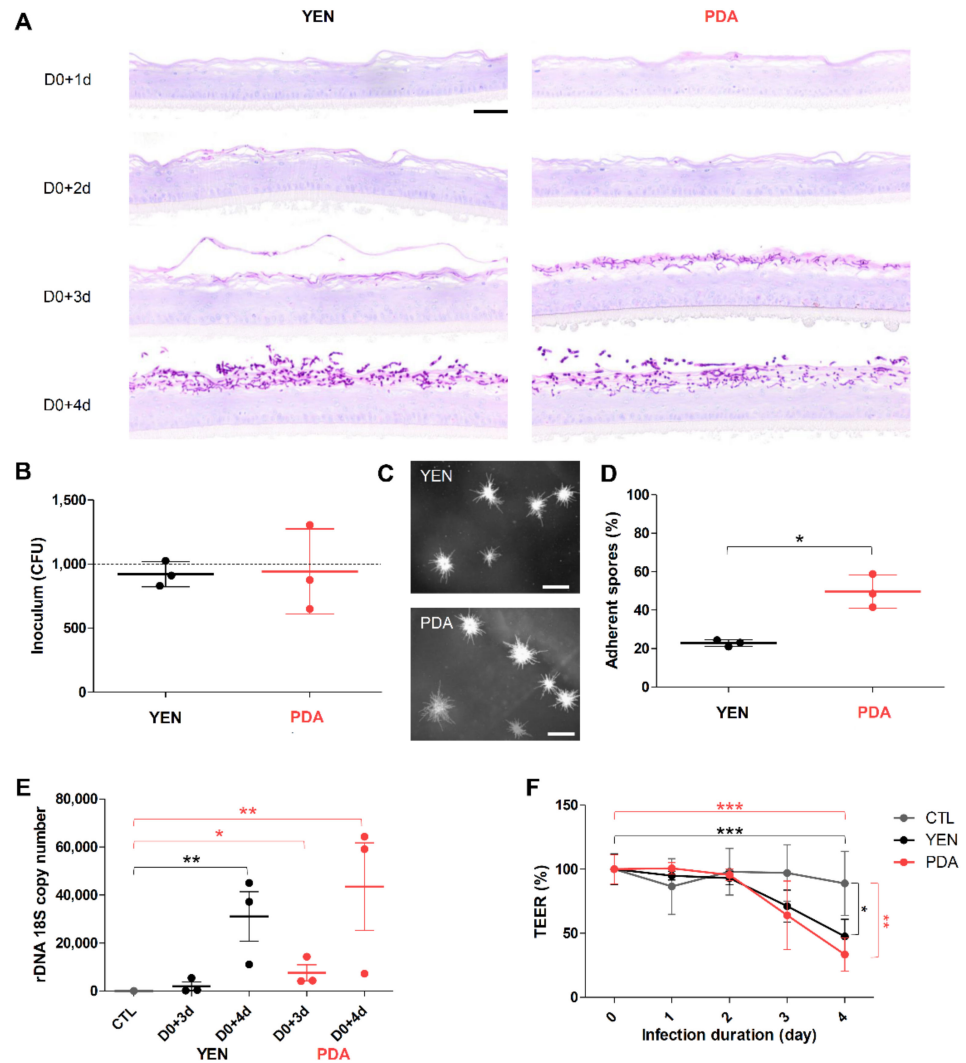 A
YEN
PDA
D0+1d
D0+2d
D0+3d
D0+4d
B
Inoculum (CFU)
1,500
1,000
500
0
YEN
PDA
C
YEN
PDA
D
Adherent spores (%)
100
80
60
40
20
0
*
YEN
PDA
E
rDNA 18S copy number
80,000
60,000
40,000
20,000
0
**
*
**
CTL
D0+3d
D0+4d
D0+3d
D0+4d
YEN
PDA
F
TEER (%)
150
100
50
0
***
***
*
**
CTL
YEN
PDA
0 1 2 3 4
Infection duration (day)